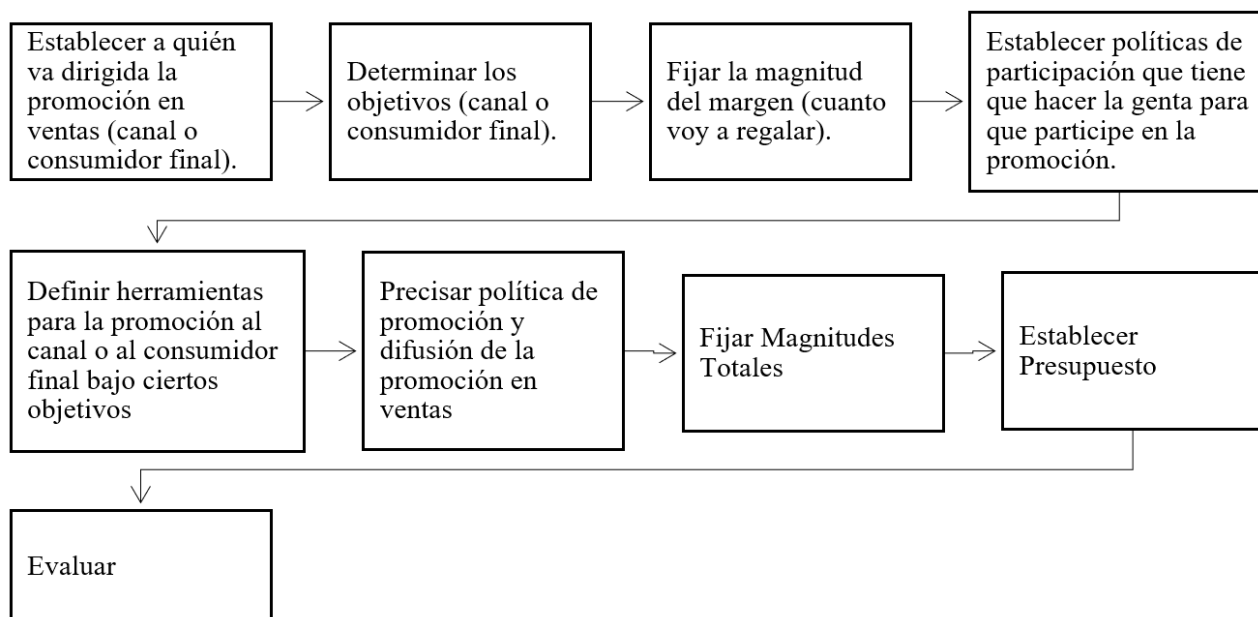 Establecer a quién
va dirigida la
promoción en
ventas (canal o
consumidor final).
Determinar los
objetivos (canal o
consumidor final).
Fijar la magnitud
del margen (cuanto
voy a regalar).
Establecer políticas de
participación que tiene
que hacer la genta para
que participe en la
promoción.
Definir herramientas
para la promoción al
canal o al consumidor
final bajo ciertos
objetivos
Precisar política de
promoción y
difusión de la
promoción en
ventas
Fijar Magnitudes
Totales
Establecer
Presupuesto
Evaluar